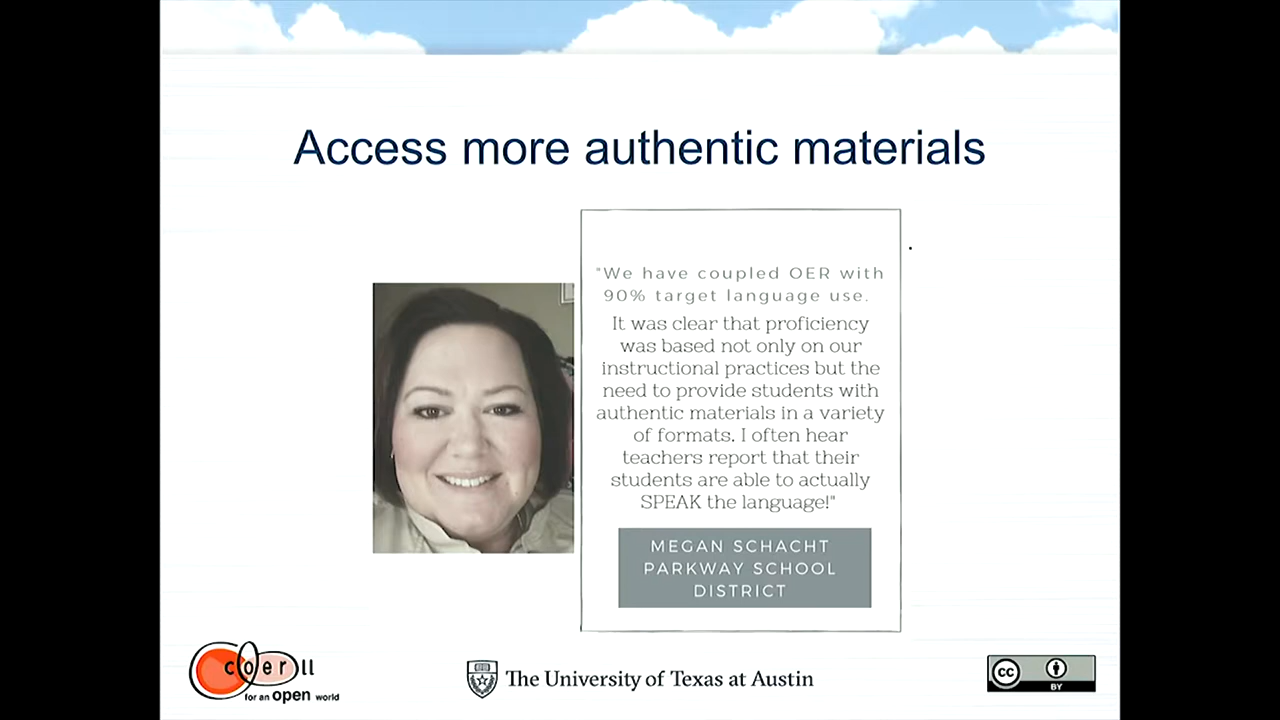 Access more authentic materials
"We have coupled OER with
90% target language use.
It was clear that proficiency
was based not only on our
instructional practices but the
need to provide students with
authentic materials in a variety
of formats. I often hear
teachers report that their
students are able to actually
SPEAK the language!"
MEGAN SCHACHT
PARKWAY SCHOOL
DISTRICT
coerll
for an open world
The University of Texas at Austin
cc
BY